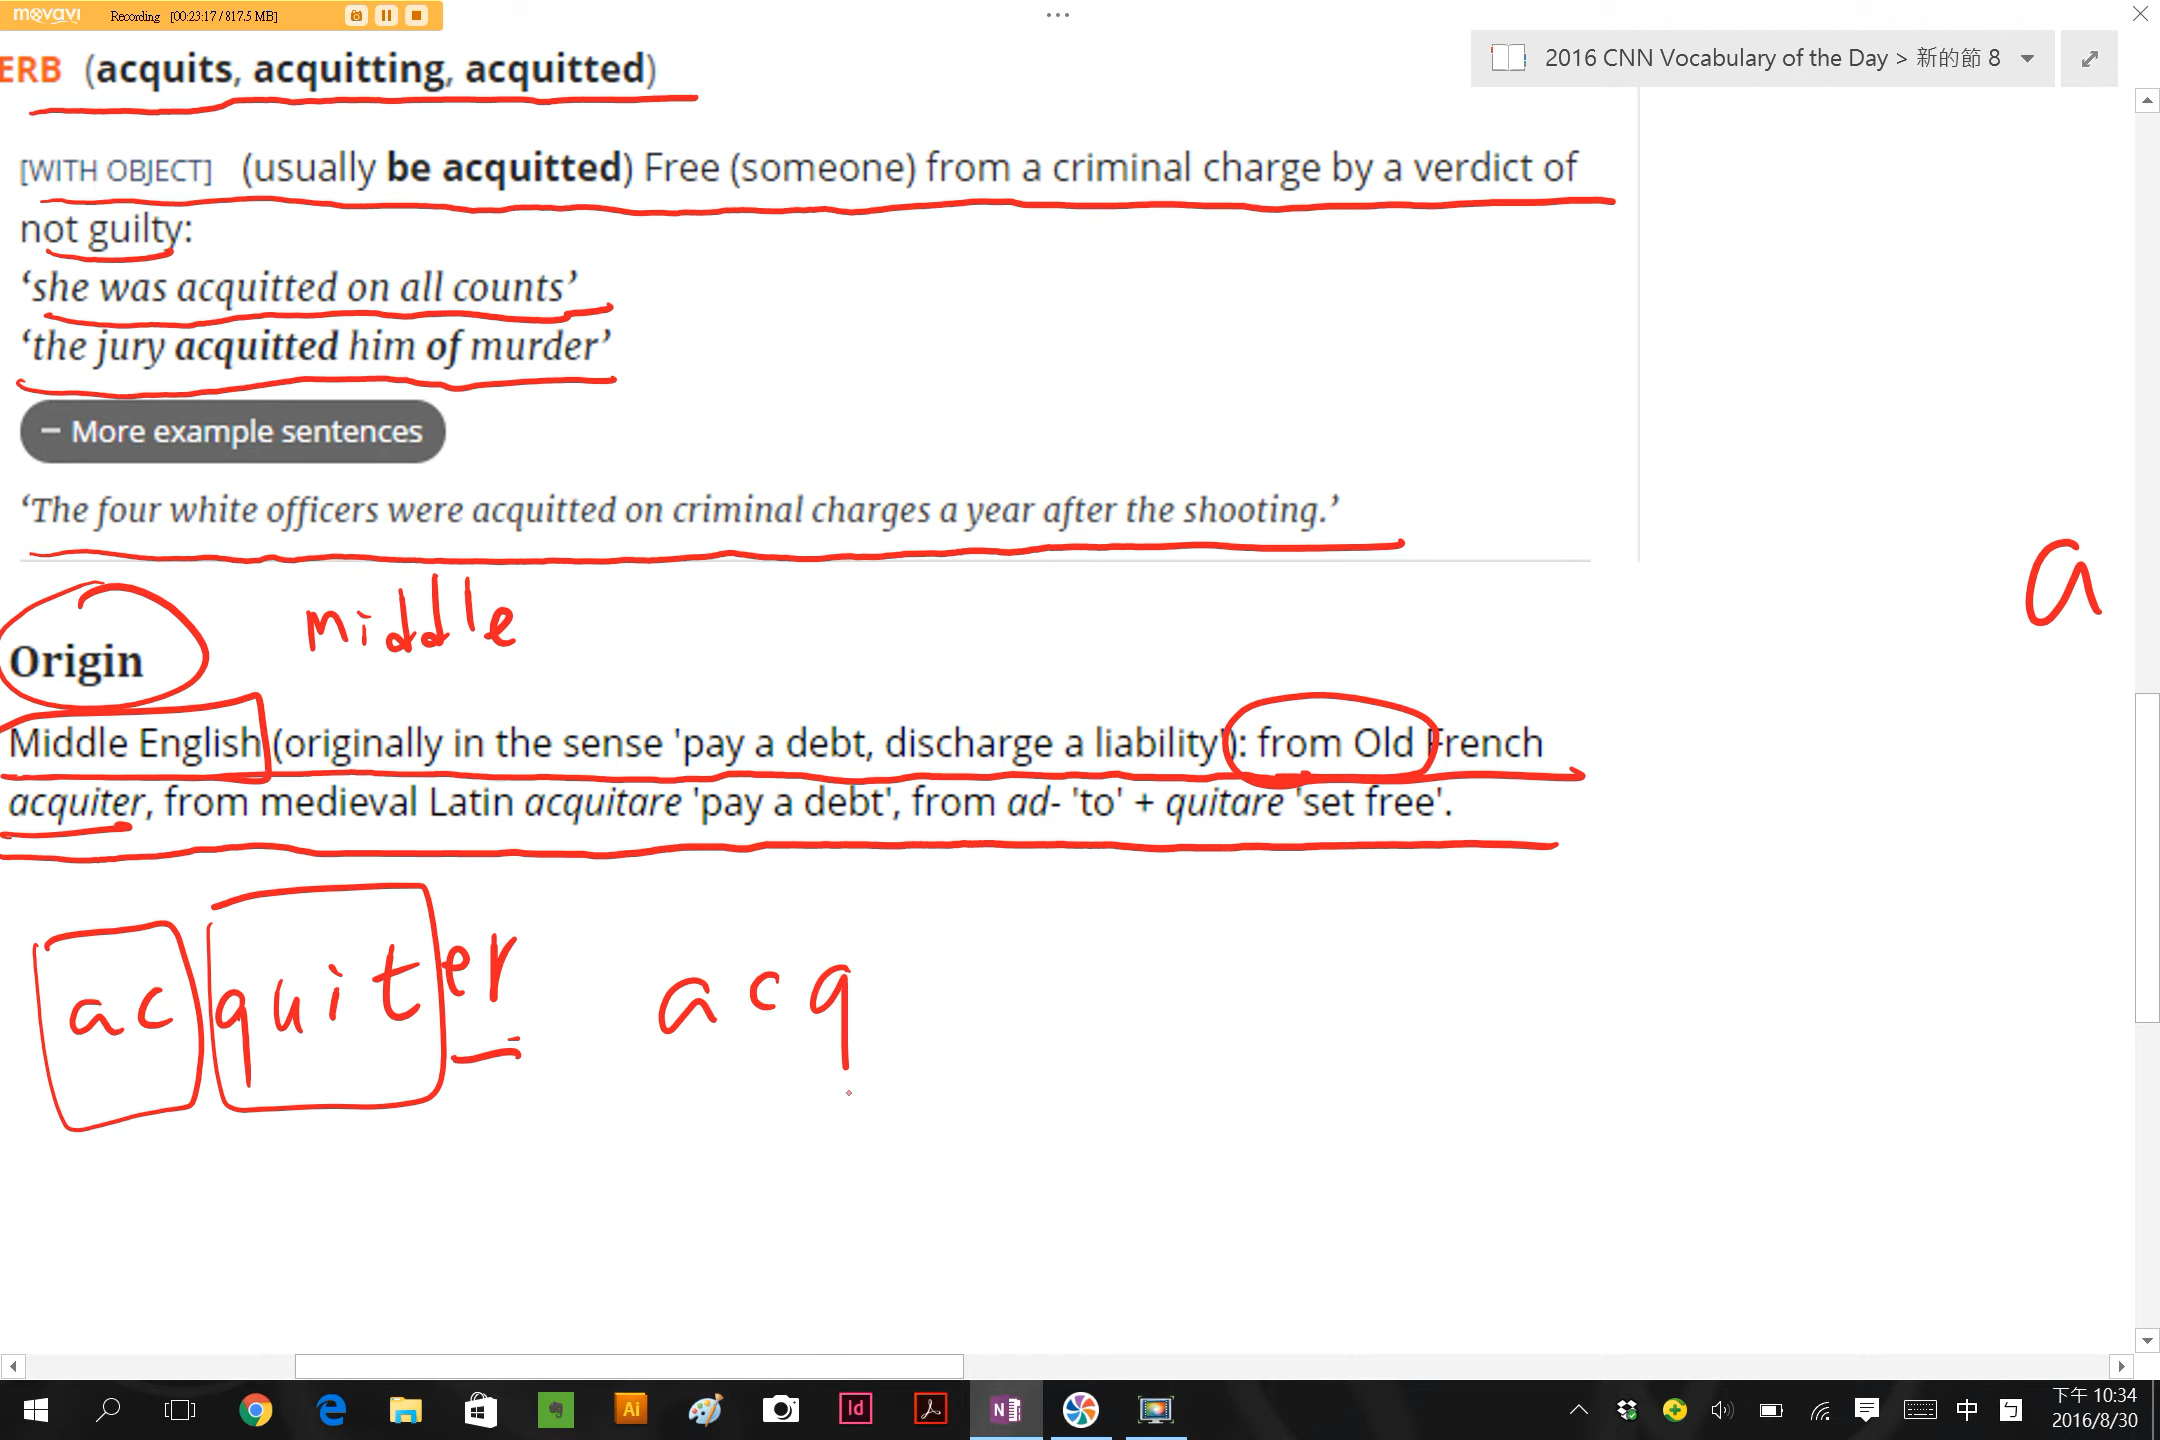 movavi Recording [00:23:17 / 817.5 MB]
ERB (acquits, acquitting, acquitted)
2016 CNN Vocabulary of the Day > 新的節 8
[WITH OBJECT] (usually be acquitted) Free (someone) from a criminal charge by a verdict of
not guilty:
‘she was acquitted on all counts’
‘the jury acquitted him of murder’
− More example sentences
‘The four white officers were acquitted on criminal charges a year after the shooting.’
a
middle
Origin
Middle English (originally in the sense 'pay a debt, discharge a liability'): from Old French
acquiter, from medieval Latin acquitare 'pay a debt', from ad- 'to' + quitare 'set free'.
acquiter acq
Ai Id N 中 ㄅ
下午 10:34
2016/8/30